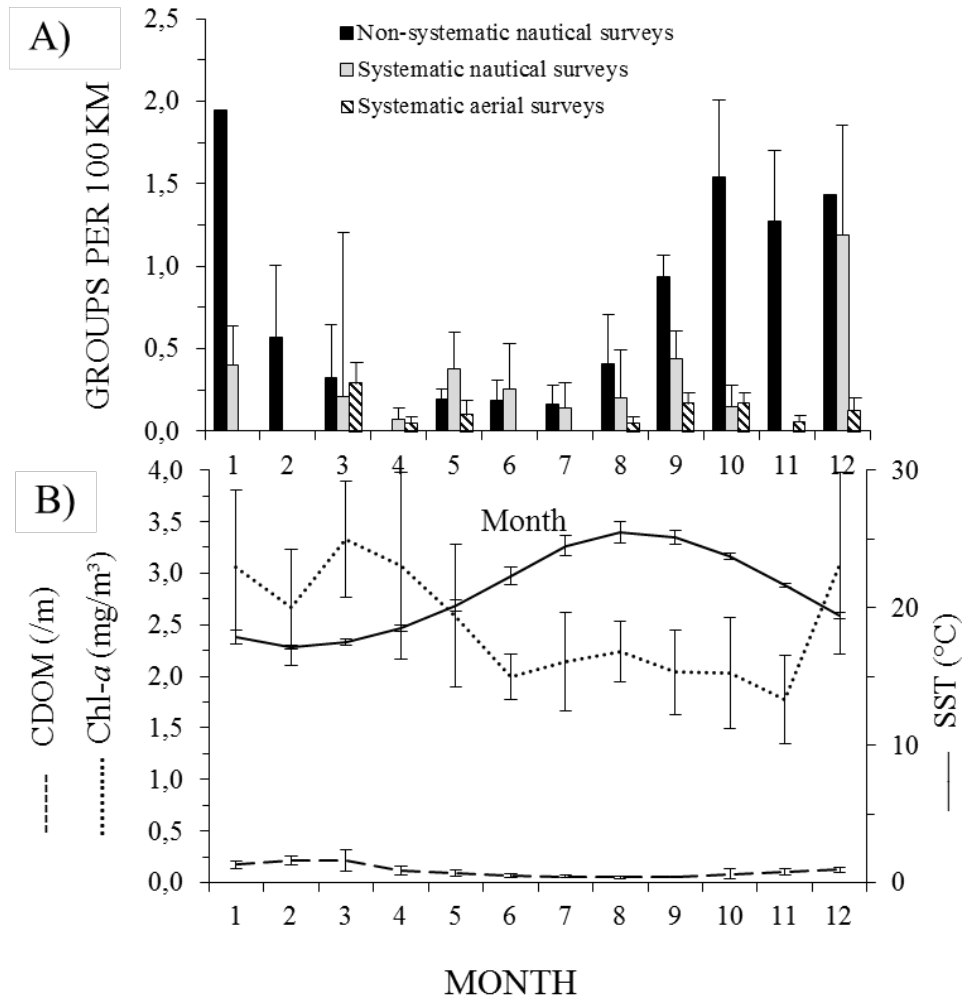 A)
GROUPS PER 100 KM
2,5
2,0
1,5
1,0
0,5
0,0
Non-systematic nautical surveys
Systematic nautical surveys
Systematic aerial surveys
1 2 3 4 5 6 7 8 9 10 11 12
Month
B)
CDOM (/m)
Chl-a (mg/m³)
4,0
3,5
3,0
2,5
2,0
1,5
1,0
0,5
0,0
30
20
10
0
SST (°C)
1 2 3 4 5 6 7 8 9 10 11 12
MONTH